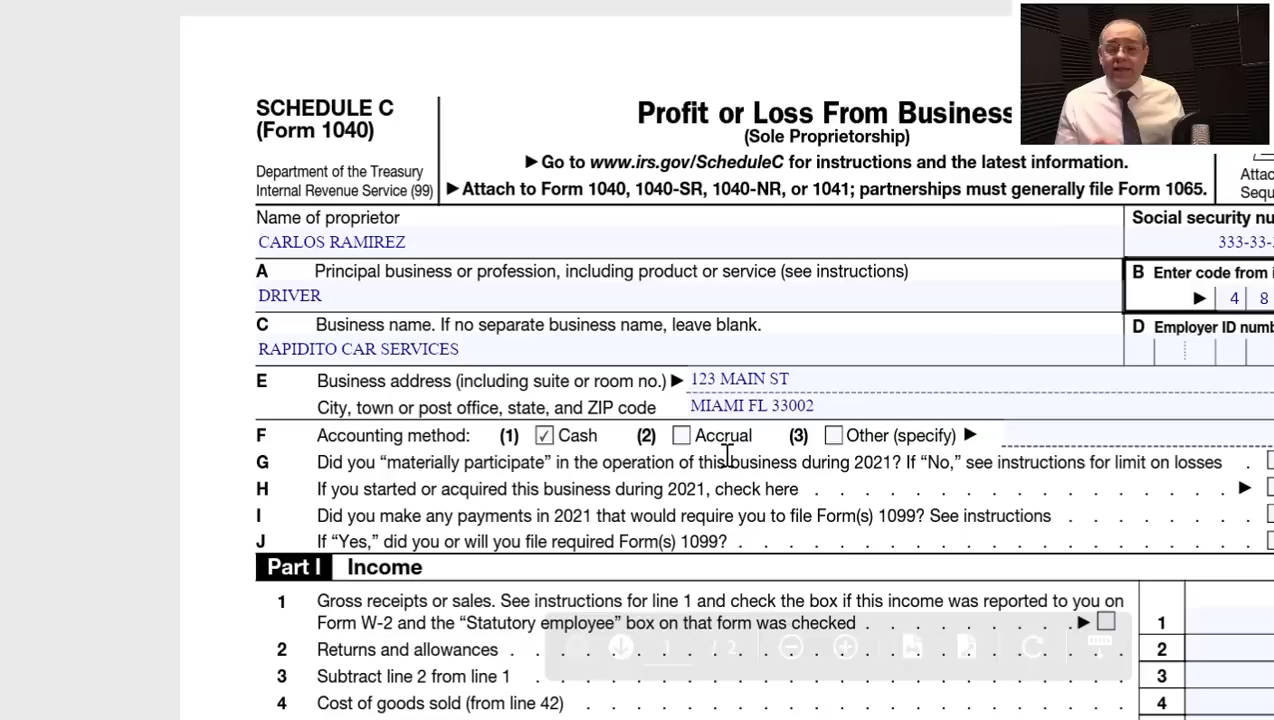 SCHEDULE C
(Form 1040)
Department of the Treasury
Internal Revenue Service (99)
Profit or Loss From Business
(Sole Proprietorship)
▶ Go to www.irs.gov/ScheduleC for instructions and the latest information.
▶ Attach to Form 1040, 1040-SR, 1040-NR, or 1041; partnerships must generally file Form 1065.
Name of proprietor
CARLOS RAMIREZ
Social security
333-33-
A Principal business or profession, including product or service (see instructions)
DRIVER
B Enter code from
▶ 4 8
C Business name. If no separate business name, leave blank.
RAPIDITO CAR SERVICES
D Employer ID
E Business address (including suite or room no.) ▶ 123 MAIN ST
City, town or post office, state, and ZIP code MIAMI FL 33002
F Accounting method: (1) ✓ Cash (2) Accrual (3) Other (specify) ▶
G Did you “materially participate” in the operation of this business during 2021? If “No,” see instructions for limit on losses .
H If you started or acquired this business during 2021, check here . . . . . . . . . . . . . . . . . ▶
I Did you make any payments in 2021 that would require you to file Form(s) 1099? See instructions . . . . . . . .
J If “Yes,” did you or will you file required Form(s) 1099? . . . . . . . . . . . . . . . . . . . . .
Part I Income
1 Gross receipts or sales. See instructions for line 1 and check the box if this income was reported to you on
Form W-2 and the “Statutory employee” box on that form was checked . . . . . . . . . ▶ 1
2 Returns and allowances . . . . . . . . . . . . . . . . . . . . . . . . 2
3 Subtract line 2 from line 1 . . . . . . . . . . . . . . . . . . . . . . . 3
4 Cost of goods sold (from line 42) . . . . . . . . . . . . . . . . . . . . . 4